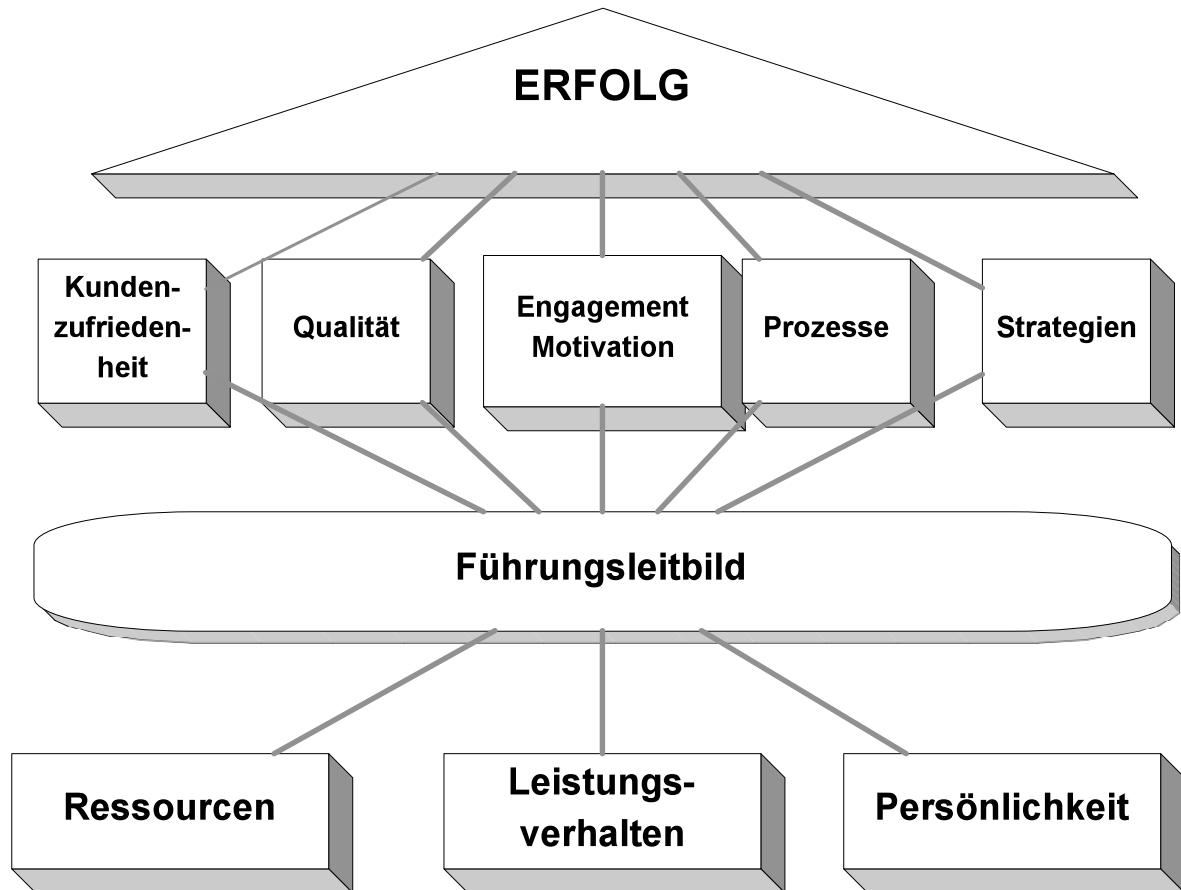 ERFOLG
Kunden-
zufrieden-
heit
Qualität
Engagement
Motivation
Prozesse
Strategien
Führungsleitbild
Ressourcen
Leistungs-
verhalten
Persönlichkeit